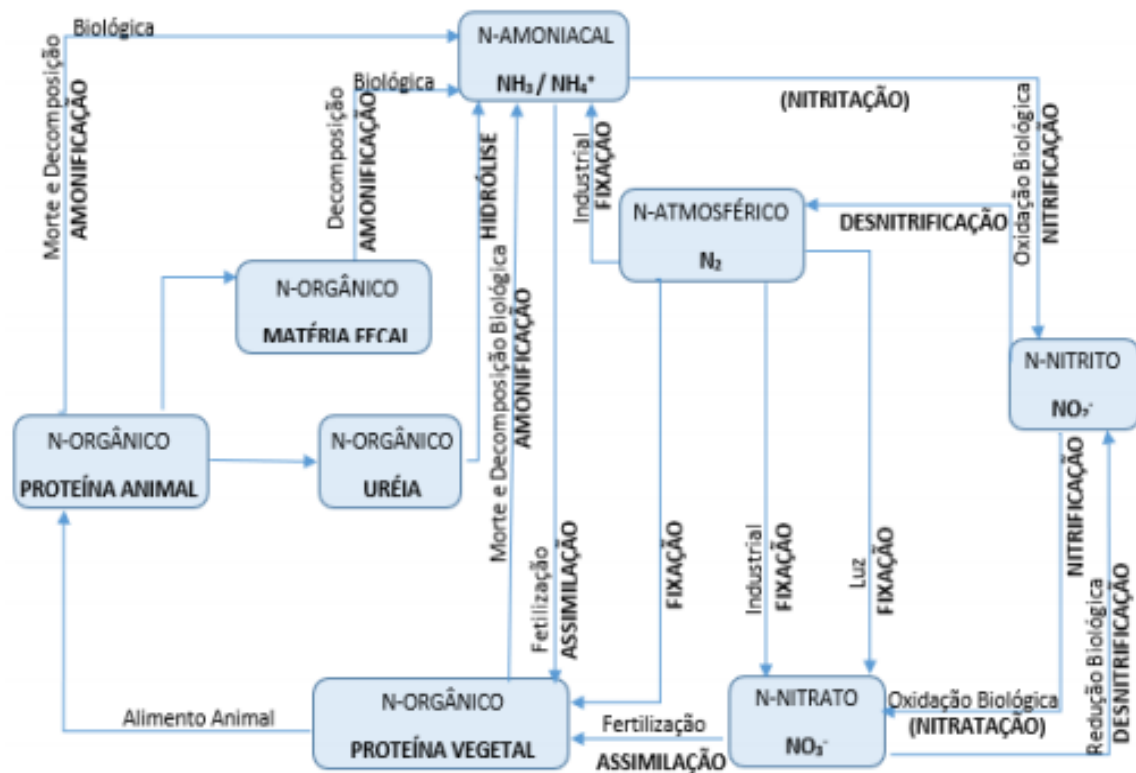 Biológica
N-AMONIACAL
NH₃ / NH₄⁺
Morte e Decomposição
AMONIFICAÇÃO
Decomposição
Biológica
AMONIFICAÇÃO
HIDRÓLISE
Industrial
FIXAÇÃO
(NITRITAÇÃO)
Oxidação Biológica
NITRIFICAÇÃO
N-ATMOSFÉRICO
N₂
DESNITRIFICAÇÃO
N-ORGÂNICO
MATÉRIA FECAL
Morte e Decomposição Biológica
AMONIFICAÇÃO
N-NITRITO
NO₂⁻
N-ORGÂNICO
PROTEÍNA ANIMAL
N-ORGÂNICO
URÉIA
Fetilização
ASSIMILAÇÃO
FIXAÇÃO
Industrial
FIXAÇÃO
Luz
FIXAÇÃO
NITRIFICAÇÃO
Redução Biológica
DESNITRIFICAÇÃO
Alimento Animal
N-ORGÂNICO
PROTEÍNA VEGETAL
Fertilização
ASSIMILAÇÃO
N-NITRATO
NO₃⁻
Oxidação Biológica
(NITRATAÇÃO)